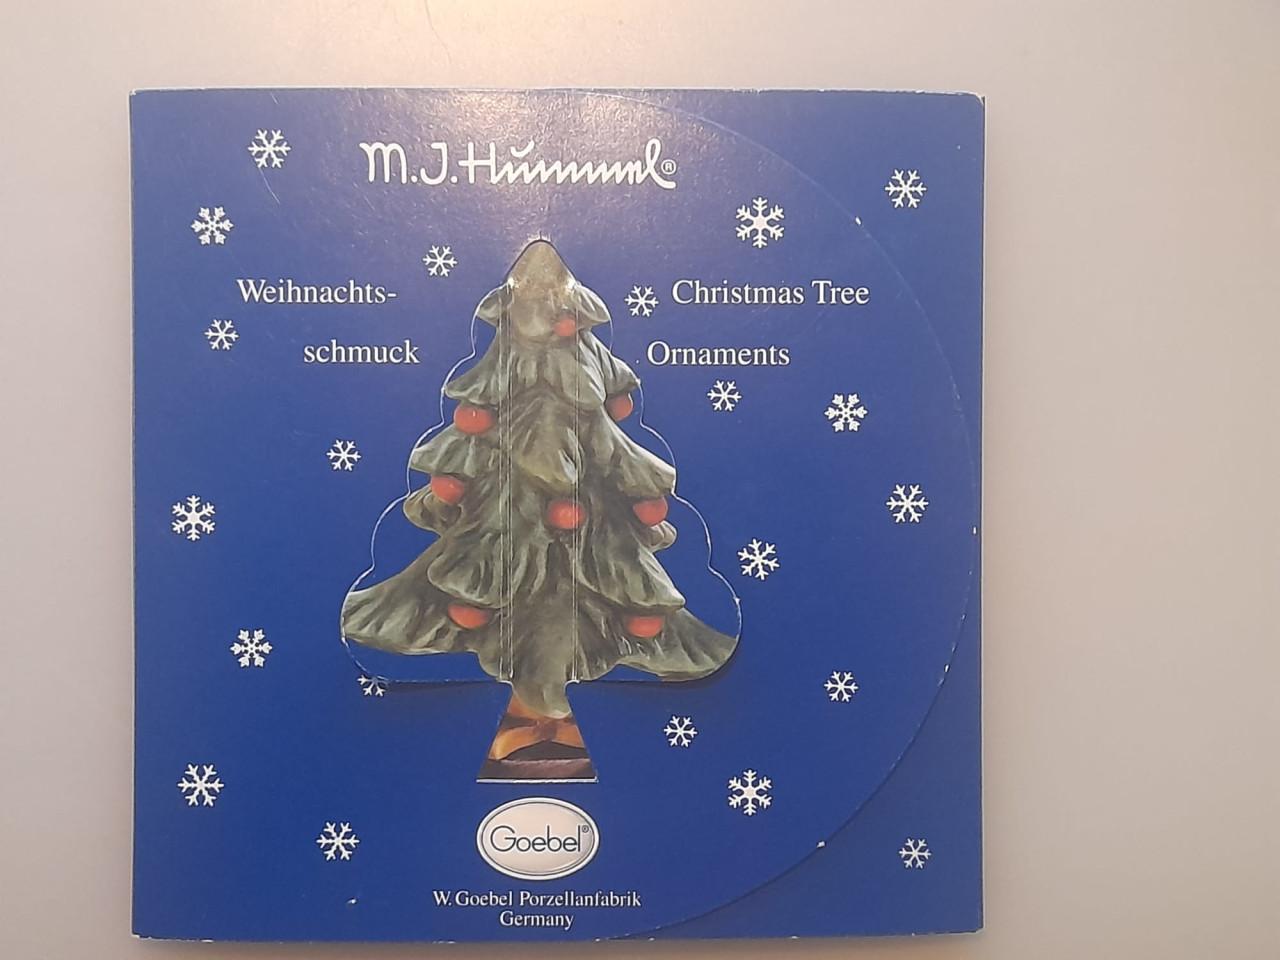 M.J.Hummel®
Weihnachts-
schmuck
Christmas Tree
Ornaments
Goebel®
W. Goebel Porzellanfabrik
Germany